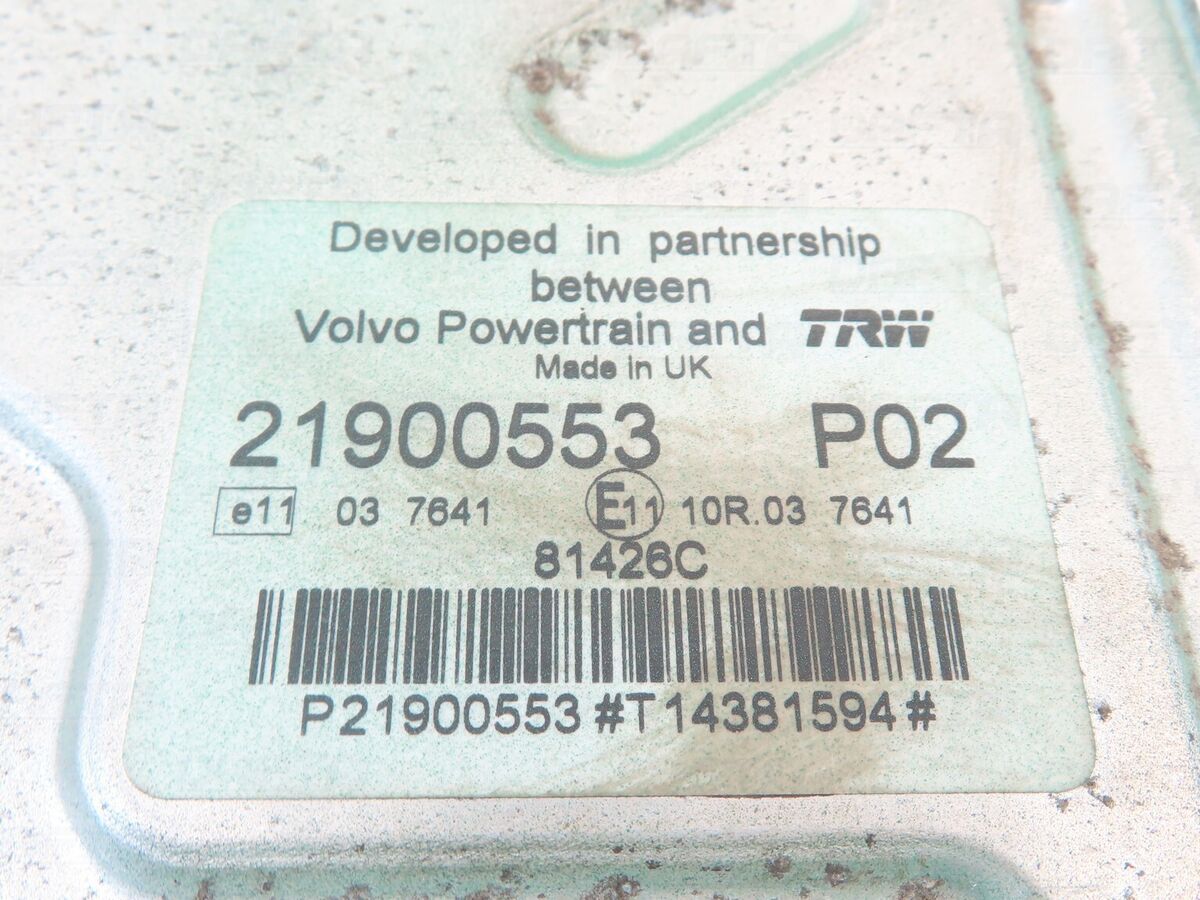 Developed in partnership
between
Volvo Powertrain and TRW
Made in UK
21900553 P02
e11 03 7641 E11 10R.03 7641
81426C
P21900553#T14381594#